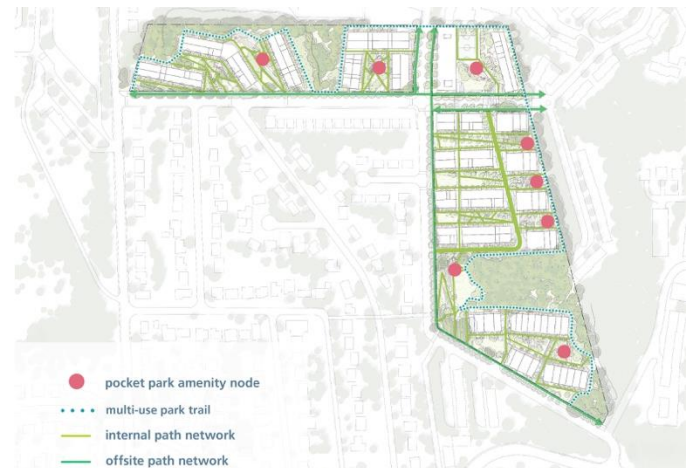 pocket park amenity node
multi-use park trail
internal path network
offsite path network